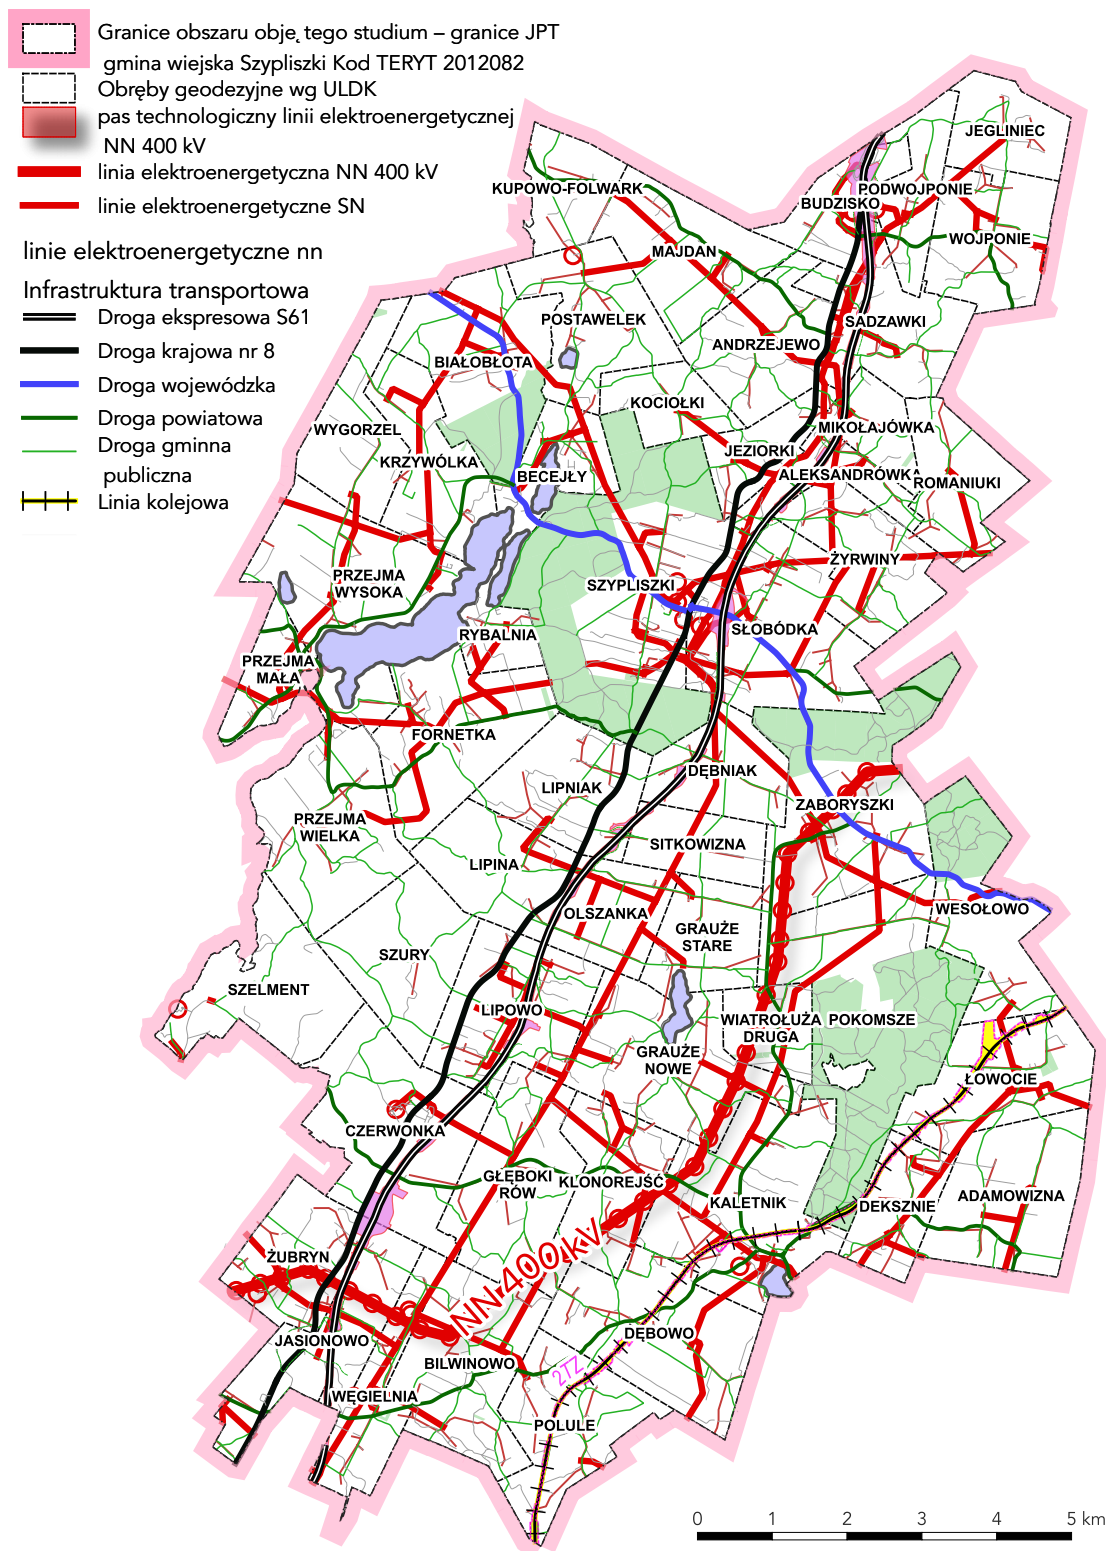 Granice obszaru objętego studium – granice JPT
gmina wiejska Szypliszki Kod TERYT 2012082
Obręby geodezyjne wg ULDK
pas technologiczny linii elektroenergetycznej
NN 400 kV
linia elektroenergetyczna NN 400 kV
linie elektroenergetyczne SN
linie elektroenergetyczne nn
Infrastruktura transportowa
Droga ekspresowa S61
Droga krajowa nr 8
Droga wojewódzka
Droga powiatowa
Droga gminna
publiczna
Linia kolejowa
JEGLINIEC
KUPOWO-FOLWARK
PODWOJPONIE
BUDZISKO
WOJPONIE
MAJDAN
POSTAWELEK
SADZAWKI
ANDRZEJEWO
BIAŁOBŁOTA
KOCIOŁKI
WYGORZEL
MIKOŁAJÓWKA
JEZIORKI
KRZYWÓLKA
BECEJŁY
ALEKSANDRÓWKA
ROMANIUKI
ŻYRWINY
PRZEJMA
WYSOKA
SZYPLISZKI
SŁOBÓDKA
RYBALNIA
PRZEJMA
MAŁA
FORNETKA
DĘBNIAK
LIPNIAK
ZABORYSZKI
PRZEJMA
WIELKA
SITKOWIZNA
LIPINA
OLSZANKA
WESOŁOWO
GRAUŻE
STARE
SZURY
SZELMENT
LIPOWO
WIATROŁUŻA
DRUGA
POKOMSZE
GRAUŻE
NOWE
ŁOWOCIE
CZERWONKA
GŁĘBOKI
RÓW
KLONOREJŚĆ
KALETNIK
DEKSZNIE
ADAMOWIZNA
NN 400 kV
ŻUBRYN
JASIONOWO
DĘBOWO
BILWINOWO
2TZ
WĘGIELNIA
POLULE
0 1 2 3 4 5 km